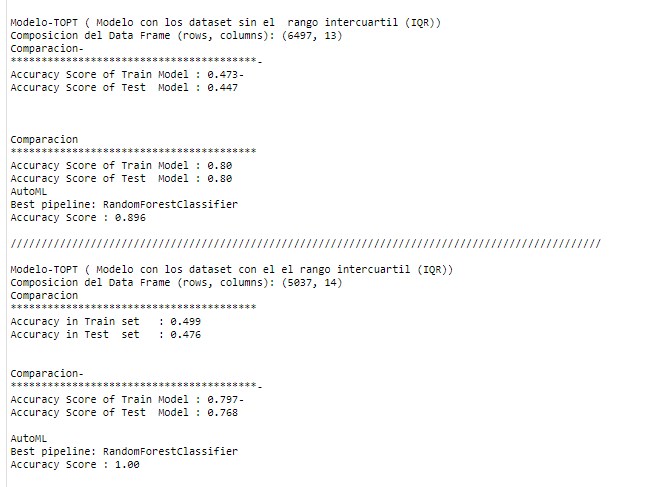 Modelo-TOPT ( Modelo con los dataset sin el  rango intercuartil (IQR))
Composicion del Data Frame (rows, columns): (6497, 13)
Comparacion-
****************************************-
Accuracy Score of Train Model : 0.473-
Accuracy Score of Test  Model : 0.447
Comparacion
****************************************
Accuracy Score of Train Model : 0.80
Accuracy Score of Test  Model : 0.80
AutoML
Best pipeline: RandomForestClassifier
Accuracy Score : 0.896
////////////////////////////////////////////////////////////////////////////////////////////////
Modelo-TOPT ( Modelo con los dataset con el el rango intercuartil (IQR))
Composicion del Data Frame (rows, columns): (5037, 14)
Comparacion
****************************************
Accuracy in Train set   : 0.499
Accuracy in Test  set   : 0.476
Comparacion-
****************************************-
Accuracy Score of Train Model : 0.797-
Accuracy Score of Test  Model : 0.768
AutoML
Best pipeline: RandomForestClassifier
Accuracy Score : 1.00